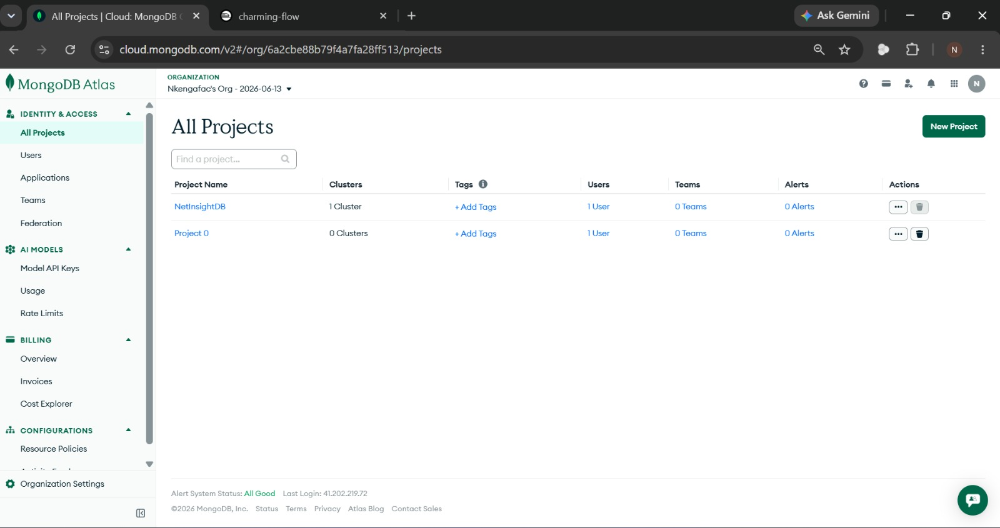 All Projects | Cloud: MongoDB
charming-flow
Ask Gemini
cloud.mongodb.com/v2#/org/6a2cbe88b79f4a7fa28ff513/projects
N
MongoDB Atlas
ORGANIZATION
Nkengafac's Org - 2026-06-13
N
IDENTITY & ACCESS
All Projects
Users
Applications
Teams
Federation
AI MODELS
Model API Keys
Usage
Rate Limits
BILLING
Overview
Invoices
Cost Explorer
CONFIGURATIONS
Resource Policies
Organization Settings
All Projects
New Project
Find a project...
Project Name Clusters Tags Users Teams Alerts Actions
NetInsightDB 1 Cluster + Add Tags 1 User 0 Teams 0 Alerts
Project 0 0 Clusters + Add Tags 1 User 0 Teams 0 Alerts
Alert System Status: All Good Last Login: 41.202.219.72
©2026 MongoDB, Inc. Status Terms Privacy Atlas Blog Contact Sales